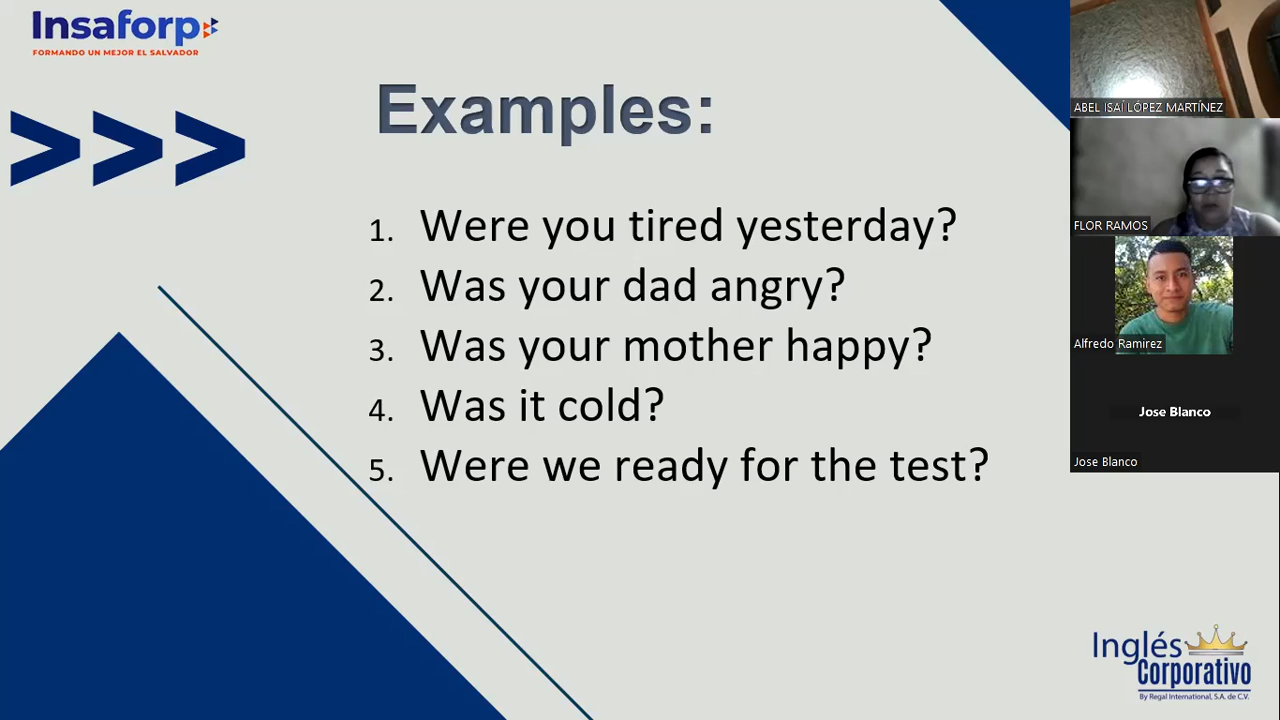 Insaforp
FORMANDO UN MEJOR EL SALVADOR
>>>
Examples:
1. Were you tired yesterday?
2. Was your dad angry?
3. Was your mother happy?
4. Was it cold?
5. Were we ready for the test?
ABEL ISAÍ LÓPEZ MARTÍNEZ
FLOR RAMOS
Alfredo Ramirez
Jose Blanco
Jose Blanco
Inglés
Corporativo
By Regal International, S.A. de C.V.